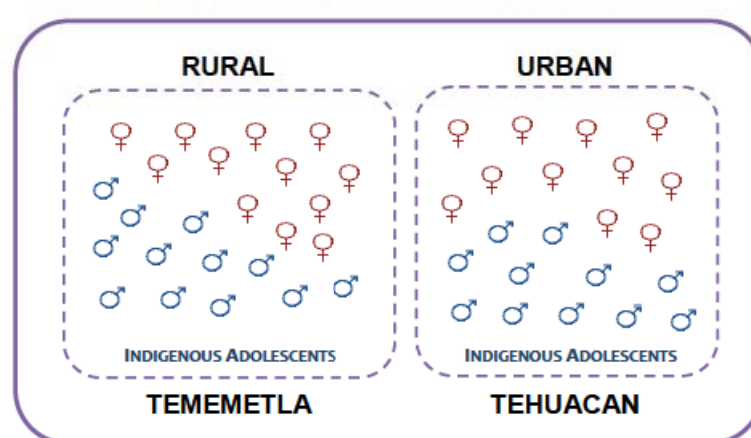 RURAL
URBAN
INDIGENOUS ADOLESCENTS
INDIGENOUS ADOLESCENTS
TEMEMETLA
TEHUACAN